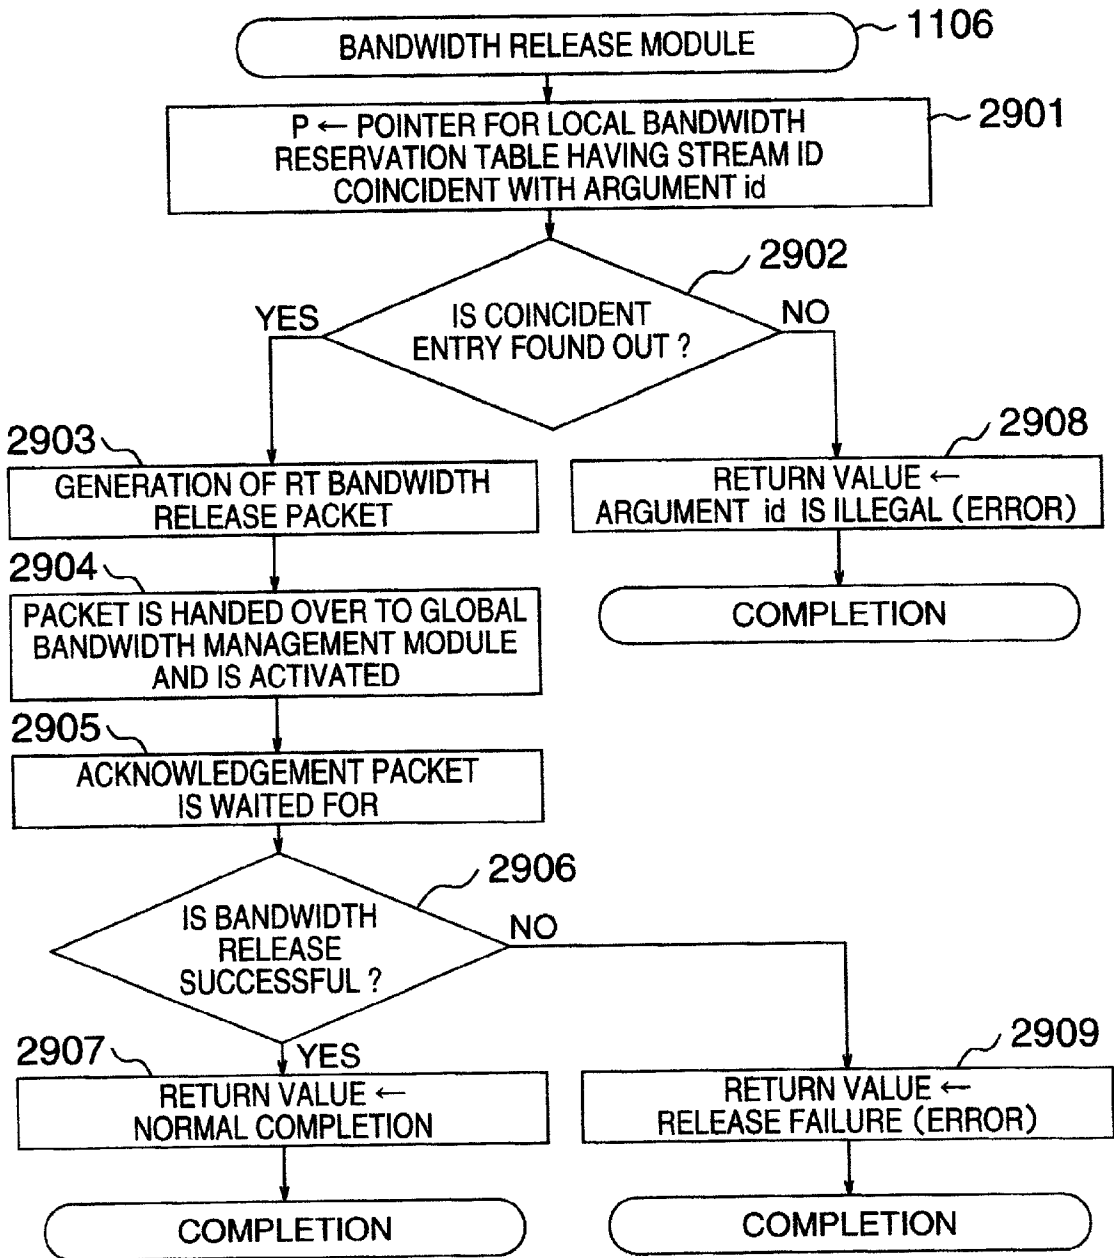 BANDWIDTH RELEASE MODULE
1106
P ← POINTER FOR LOCAL BANDWIDTH
RESERVATION TABLE HAVING STREAM ID
COINCIDENT WITH ARGUMENT id
2901
2902
IS COINCIDENT
ENTRY FOUND OUT ?
YES
NO
2903
GENERATION OF RT BANDWIDTH
RELEASE PACKET
2908
RETURN VALUE ←
ARGUMENT id IS ILLEGAL (ERROR)
COMPLETION
2904
PACKET IS HANDED OVER TO GLOBAL
BANDWIDTH MANAGEMENT MODULE
AND IS ACTIVATED
2905
ACKNOWLEDGEMENT PACKET
IS WAITED FOR
2906
IS BANDWIDTH
RELEASE
SUCCESSFUL ?
NO
YES
2907
RETURN VALUE ←
NORMAL COMPLETION
COMPLETION
2909
RETURN VALUE ←
RELEASE FAILURE (ERROR)
COMPLETION